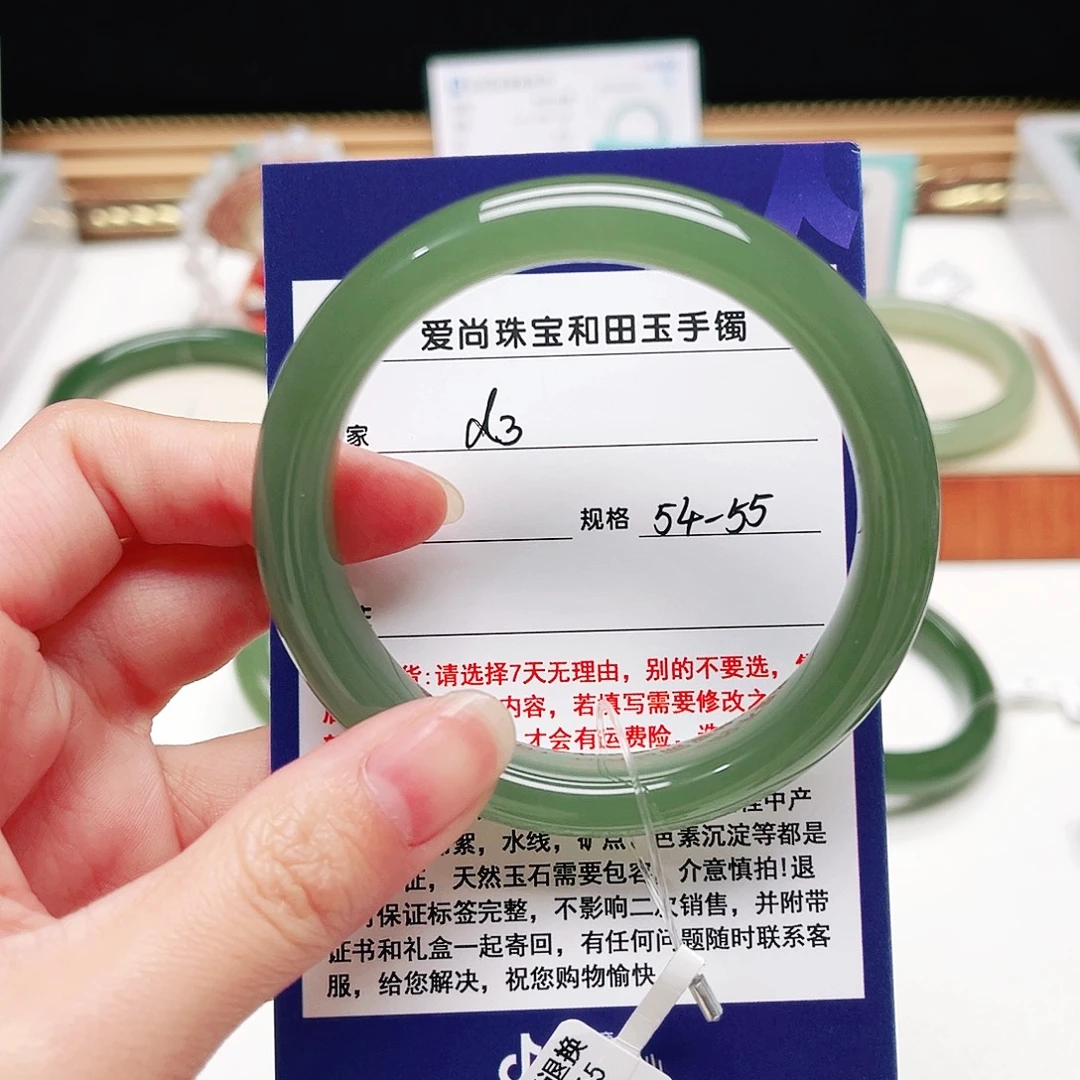 爱尚珠宝和田玉手镯
家 d3
规格 54-55
货:请选择7天无理由，别的不要选，
内容，若填写需要修改之
才会有运费险
中产
絮，水线，矿点、色素沉淀等都是
证，天然玉石需要包容，介意慎拍!退
保证标签完整，不影响二次销售，并附带
证书和礼盒一起寄回，有任何问题随时联系客
服，给您解决，祝您购物愉快
退换